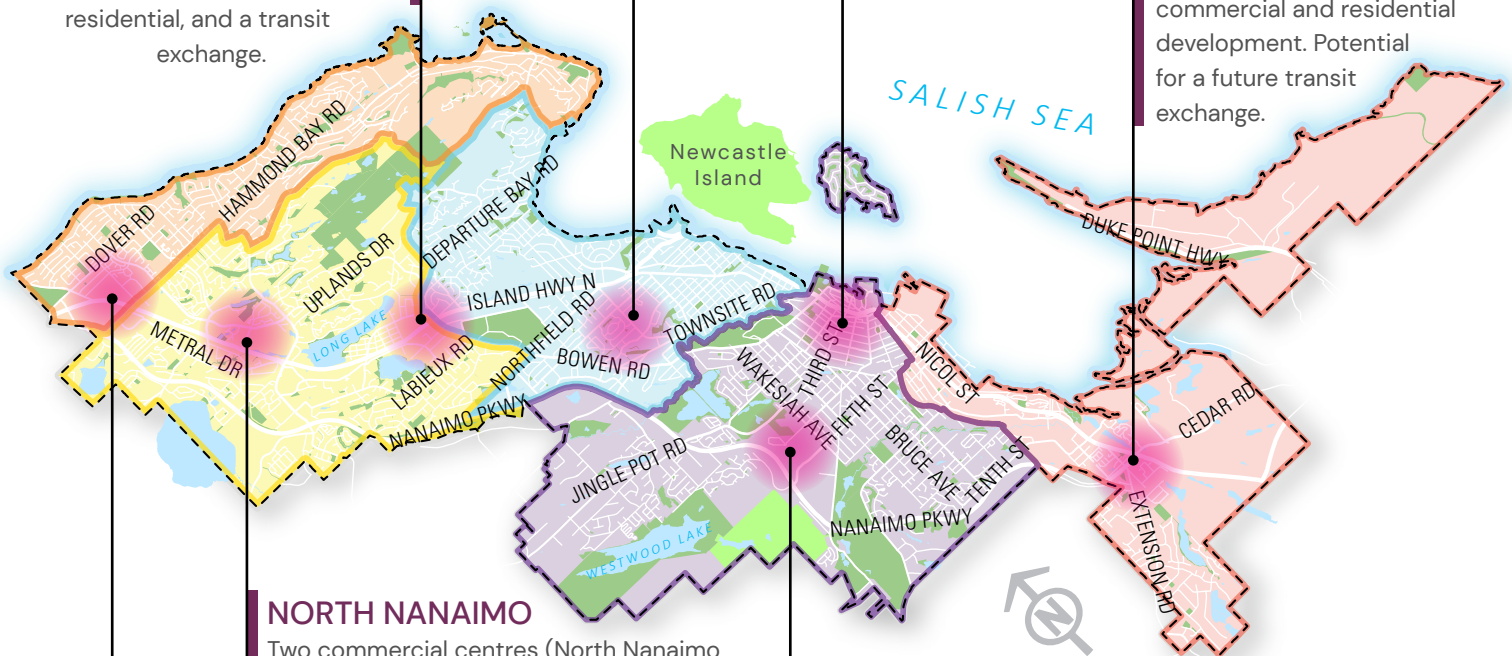 residential, and a transit
exchange.
commercial and residential
development. Potential
for a future transit
exchange.
SALISH SEA
Newcastle
Island
HAMMOND BAY RD
DOVER RD
DEPARTURE BAY RD
UPLANDS DR
ISLAND HWY N
LONG LAKE
METRAL DR
LABIEUX RD
NORTHFIELD RD
BOWEN RD
TOWNSITE RD
NANAIMO PKWY
DUKE POINT HWY
THIRD ST
WAKESIAH AVE
FIFTH ST
NICOL ST
BRUCE AVE
TENTH ST
CEDAR RD
JINGLE POT RD
NANAIMO PKWY
WESTWOOD LAKE
EXTENSION RD
N
NORTH NANAIMO
Two commercial centres (North Nanaimo